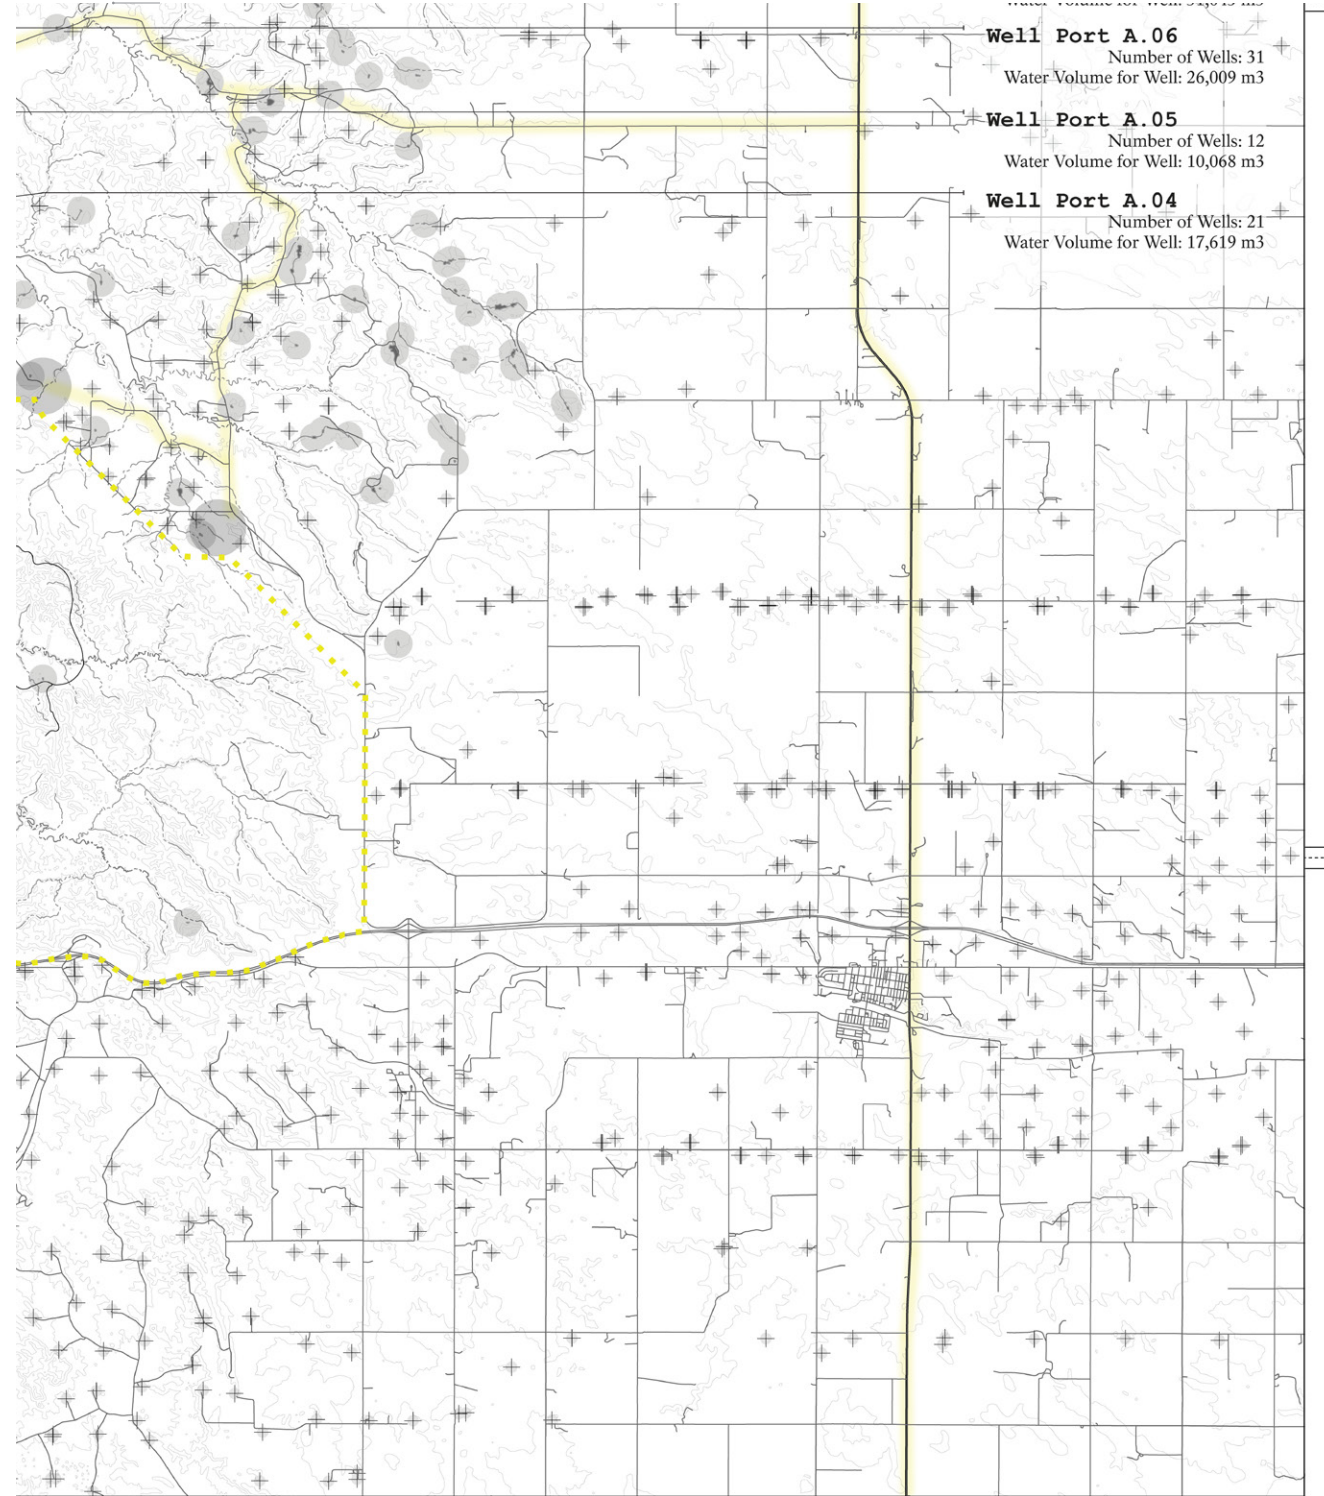 Well Port A.06
Number of Wells: 31
Water Volume for Well: 26,009 m3
Well Port A.05
Number of Wells: 12
Water Volume for Well: 10,068 m3
Well Port A.04
Number of Wells: 21
Water Volume for Well: 17,619 m3